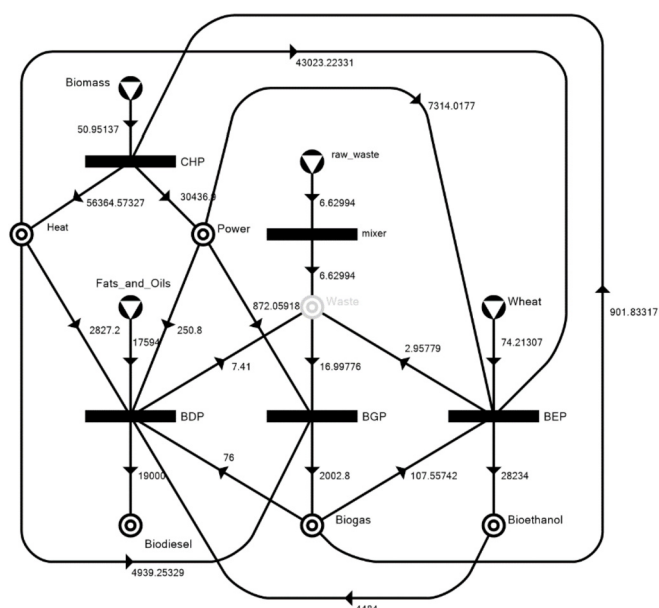 43023.22331
Biomass
7314.0177
50.95137
CHP
raw_waste
56364.57327
30436.9
6.62994
Heat
Power
mixer
6.62994
Fats_and_Oils
Waste
Wheat
872.05918
901.83317
2827.2
17594
250.8
74.21307
2.95779
7.41
16.99776
BDP
BGP
BEP
76
19000
2002.8
107.55742
28234
Biogas
Bioethanol
Biodiesel
4939.25329